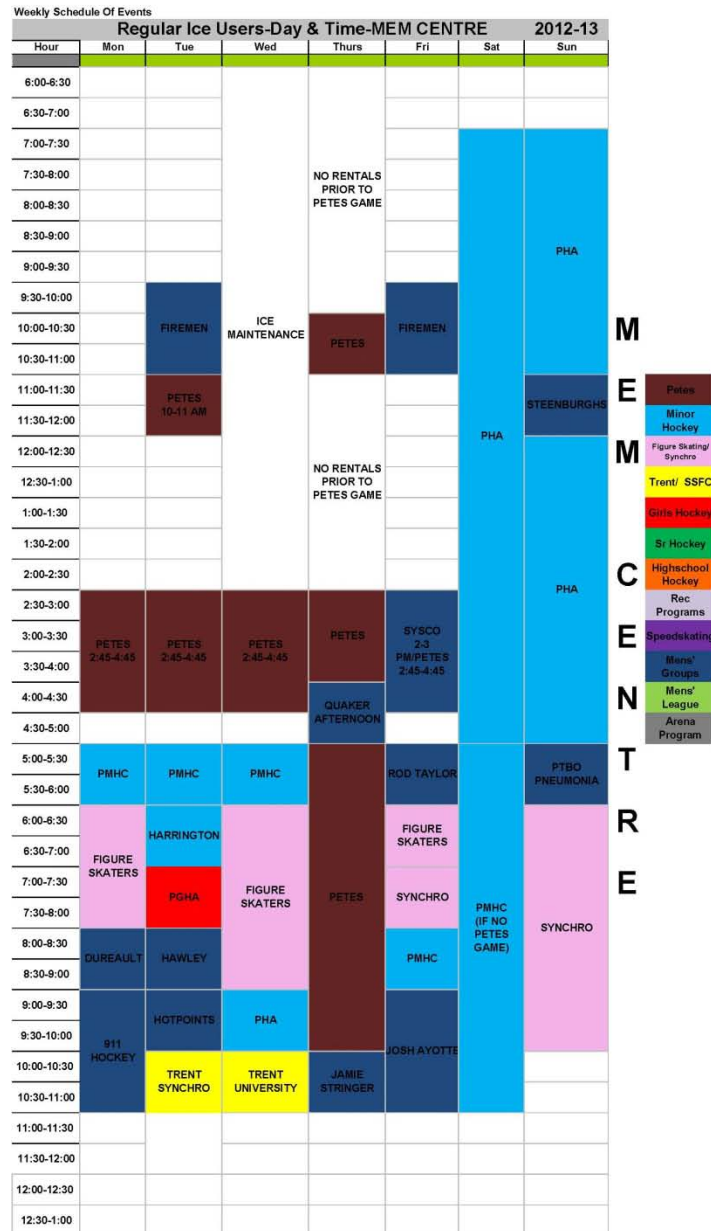 Weekly Schedule Of Events
Regular Ice Users-Day & Time-MEM CENTRE 2012-13
Hour Mon Tue Wed Thurs Fri Sat Sun
6:00-6:30
6:30-7:00
7:00-7:30
7:30-8:00
8:00-8:30
8:30-9:00
9:00-9:30
9:30-10:00
10:00-10:30
10:30-11:00
11:00-11:30
11:30-12:00
12:00-12:30
12:30-1:00
1:00-1:30
1:30-2:00
2:00-2:30
2:30-3:00
3:00-3:30
3:30-4:00
4:00-4:30
4:30-5:00
5:00-5:30
5:30-6:00
6:00-6:30
6:30-7:00
7:00-7:30
7:30-8:00
8:00-8:30
8:30-9:00
9:00-9:30
9:30-10:00
10:00-10:30
10:30-11:00
11:00-11:30
11:30-12:00
12:00-12:30
12:30-1:00
PETES
2:45-4:45
PMHC
FIGURE
SKATERS
DUREAULT
911
HOCKEY
FIREMEN
PETES
10-11 AM
PETES
2:45-4:45
PMHC
HARRINGTON
PGHA
HAWLEY
HOTPOINTS
TRENT
SYNCHRO
ICE
MAINTENANCE
PETES
2:45-4:45
PMHC
FIGURE
SKATERS
PHA
TRENT
UNIVERSITY
NO RENTALS
PRIOR TO
PETES GAME
PETES
NO RENTALS
PRIOR TO
PETES GAME
PETES
QUAKER
AFTERNOON
PETES
JAMIE
STRINGER
FIREMEN
SYSCO
2-3
PM/PETES
2:45-4:45
ROD TAYLOR
FIGURE
SKATERS
SYNCHRO
PMHC
JOSH AYOTTE
PHA
PMHC
(IF NO
PETES
GAME)
PHA
STEENBURGHS
PHA
PTBO
PNEUMONIA
SYNCHRO
M
E
M
C
E
N
T
R
E
Petes
Minor
Hockey
Figure Skating/
Synchro
Trent/ SSFC
Girls Hockey
Sr Hockey
Highschool
Hockey
Rec
Programs
Speedskating
Mens'
Groups
Mens'
League
Arena
Program